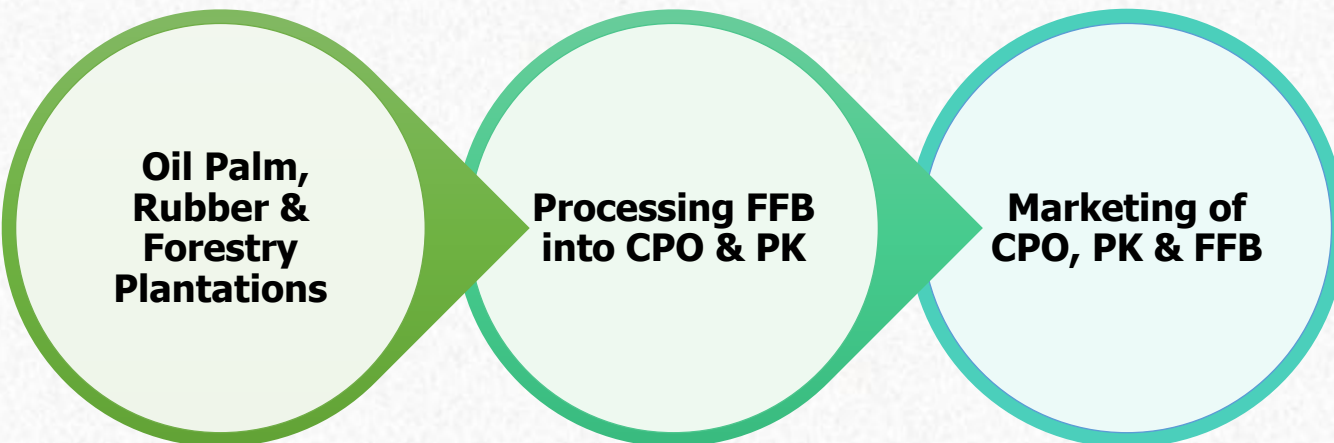 Oil Palm,
Rubber &
Forestry
Plantations
Processing FFB
into CPO & PK
Marketing of
CPO, PK & FFB